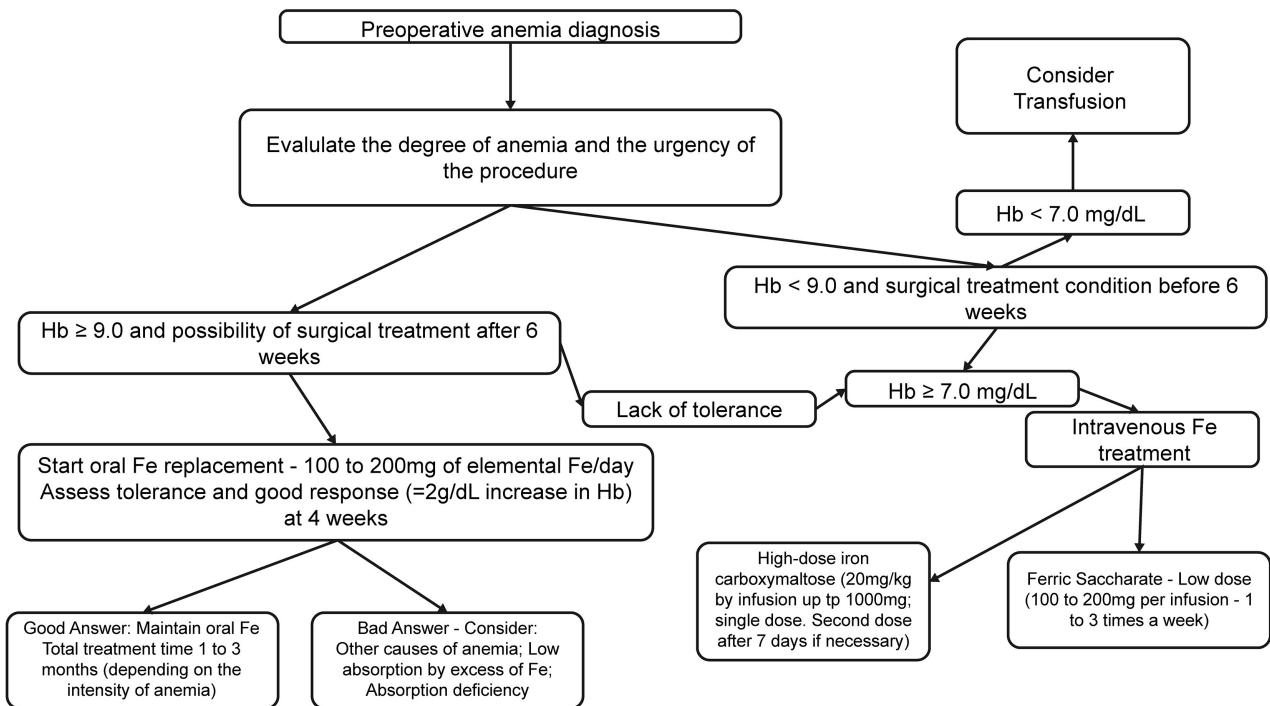 Preoperative anemia diagnosis
Evalulate the degree of anemia and the urgency of
the procedure
Consider
Transfusion
Hb < 7.0 mg/dL
Hb < 9.0 and surgical treatment condition before 6
weeks
Hb ≥ 9.0 and possibility of surgical treatment after 6
weeks
Lack of tolerance
Hb ≥ 7.0 mg/dL
Intravenous Fe
treatment
Start oral Fe replacement - 100 to 200mg of elemental Fe/day
Assess tolerance and good response (=2g/dL increase in Hb)
at 4 weeks
High-dose iron
carboxymaltose (20mg/kg
by infusion up tp 1000mg;
single dose. Second dose
after 7 days if necessary)
Ferric Saccharate - Low dose
(100 to 200mg per infusion - 1
to 3 times a week)
Good Answer: Maintain oral Fe
Total treatment time 1 to 3
months (depending on the
intensity of anemia)
Bad Answer - Consider:
Other causes of anemia; Low
absorption by excess of Fe;
Absorption deficiency